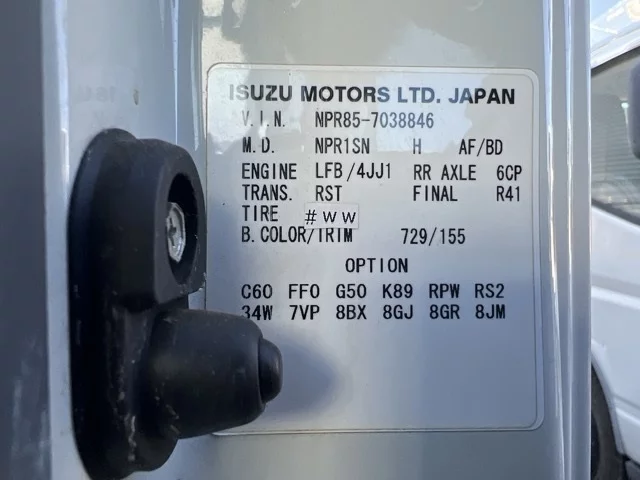 ISUZU MOTORS LTD. JAPAN
V.I.N. NPR85-7038846
M.D. NPR1SN H AF/BD
ENGINE LFB/4JJ1 RR AXLE 6CP
TRANS. RST FINAL R41
TIRE #WW
B.COLOR/TRIM 729/155
OPTION
C60 FF0 G50 K89 RPW RS2
34W 7VP 8BX 8GJ 8GR 8JM